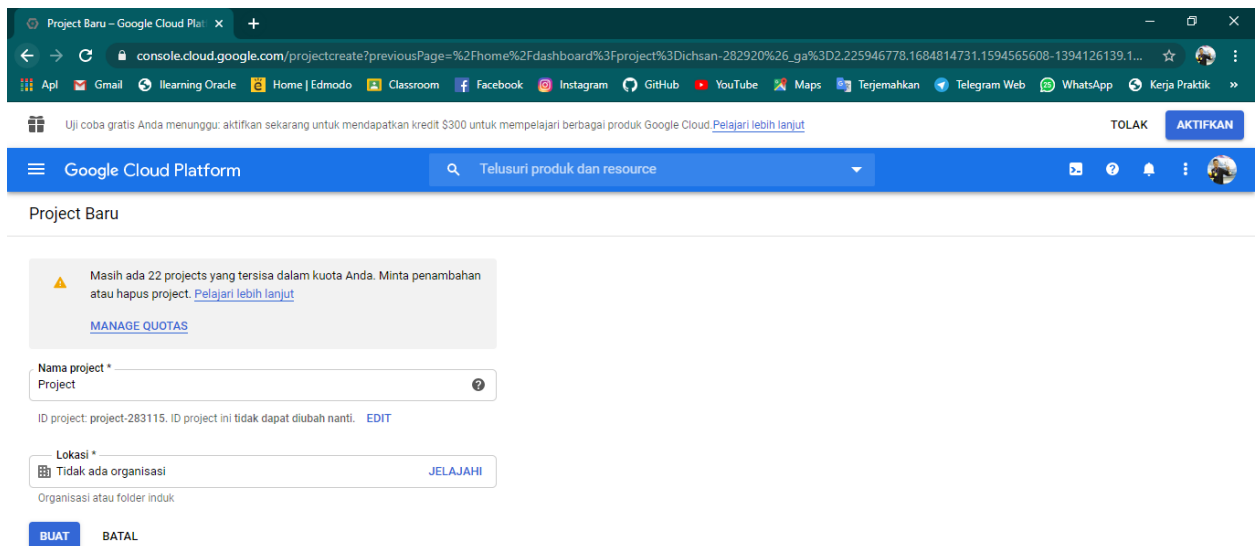 Project Baru – Google Cloud Plat
console.cloud.google.com/projectcreate?previousPage=%2Fhome%2Fdashboard%3Fproject%3Dichsan-282920%26_ga%3D2.225946778.1684814731.1594565608-1394126139.1...
Apl Gmail Ilearning Oracle Home | Edmodo Classroom Facebook Instagram GitHub YouTube Maps Terjemahkan Telegram Web WhatsApp Kerja Praktik »
Uji coba gratis Anda menunggu: aktifkan sekarang untuk mendapatkan kredit $300 untuk mempelajari berbagai produk Google Cloud.Pelajari lebih lanjut TOLAK AKTIFKAN
Google Cloud Platform Telusuri produk dan resource
Project Baru
Masih ada 22 projects yang tersisa dalam kuota Anda. Minta penambahan
atau hapus project. Pelajari lebih lanjut
MANAGE QUOTAS
Nama project *
Project
ID project: project-283115. ID project ini tidak dapat diubah nanti. EDIT
Lokasi *
Tidak ada organisasi JELAJAHI
Organisasi atau folder induk
BUAT BATAL